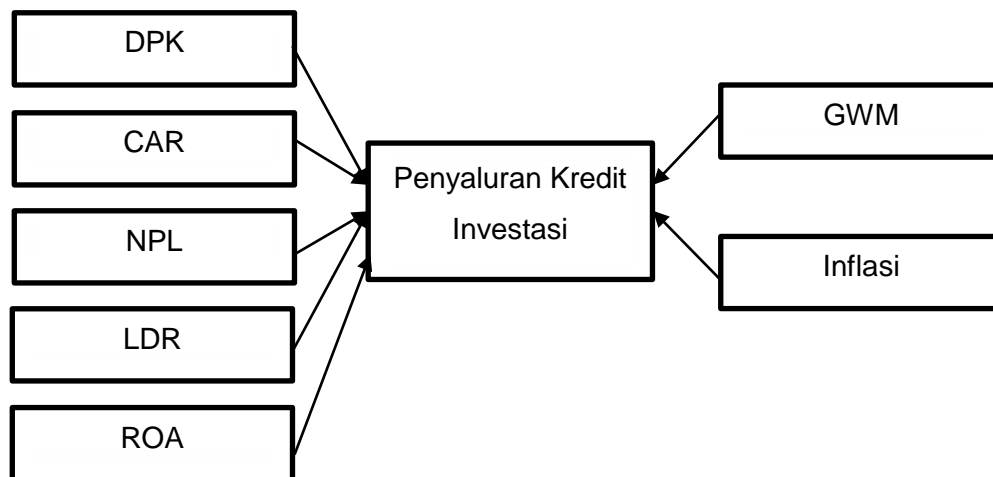 DPK
CAR
NPL
LDR
ROA
Penyaluran Kredit
Investasi
GWM
Inflasi